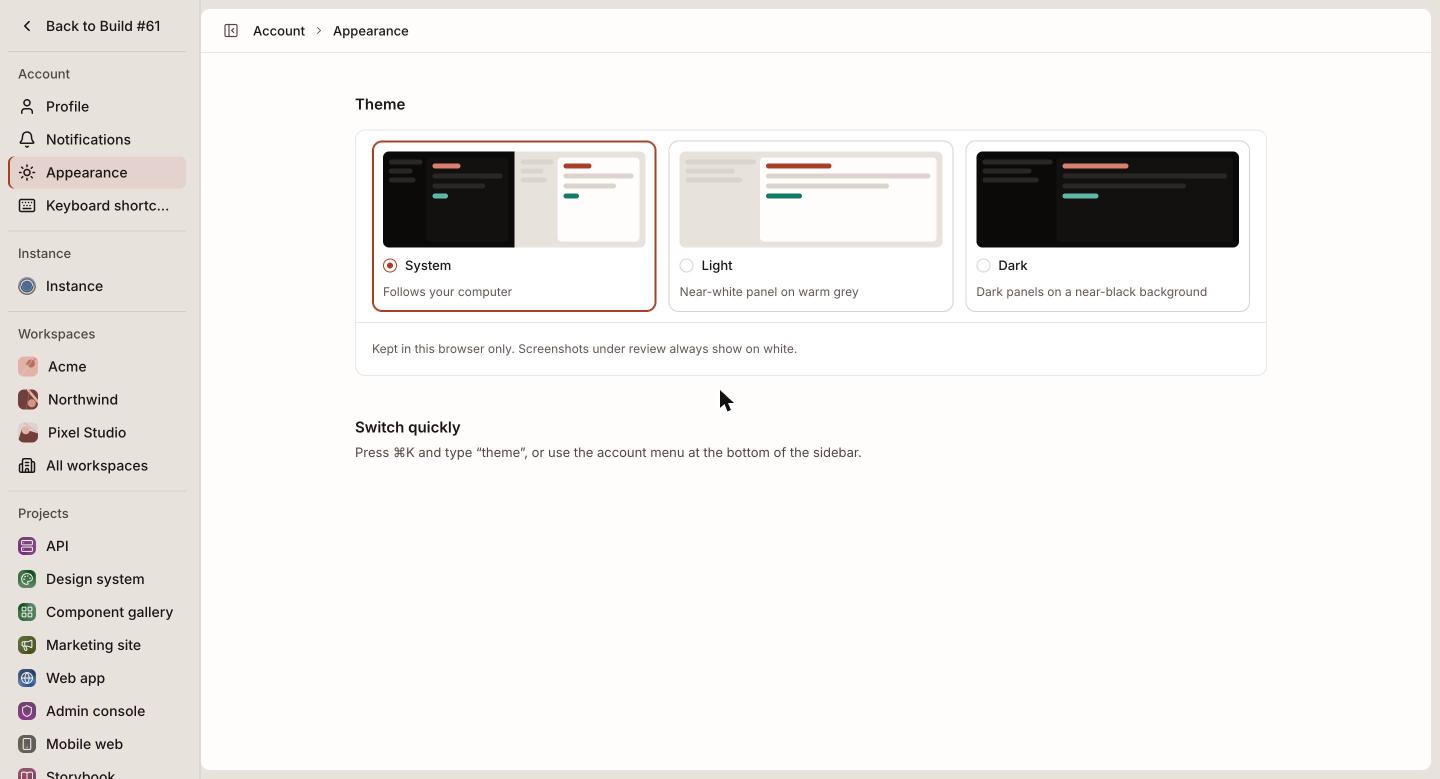 Back to Build #61
Account
Profile
Notifications
Appearance
Keyboard shortc...
Instance
Instance
Workspaces
Acme
Northwind
Pixel Studio
All workspaces
Projects
API
Design system
Component gallery
Marketing site
Web app
Admin console
Mobile web
Storybook
Account > Appearance
Theme
System
Follows your computer
Light
Near-white panel on warm grey
Dark
Dark panels on a near-black background
Kept in this browser only. Screenshots under review always show on white.
Switch quickly
Press ⌘K and type “theme”, or use the account menu at the bottom of the sidebar.